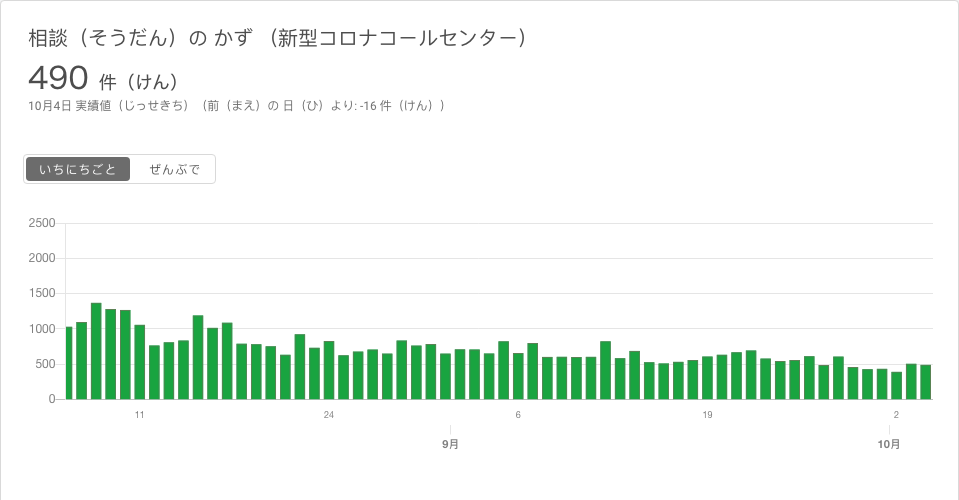 相談（そうだん）の かず （新型コロナコールセンター）
490 件（けん）
10月4日 実績値（じっせきち）（前（まえ）の 日（ひ）より: -16 件（けん））
いちにちごと ぜんぶで
2500
2000
1500
1000
500
0
11 24 6 19 2
9月 10月